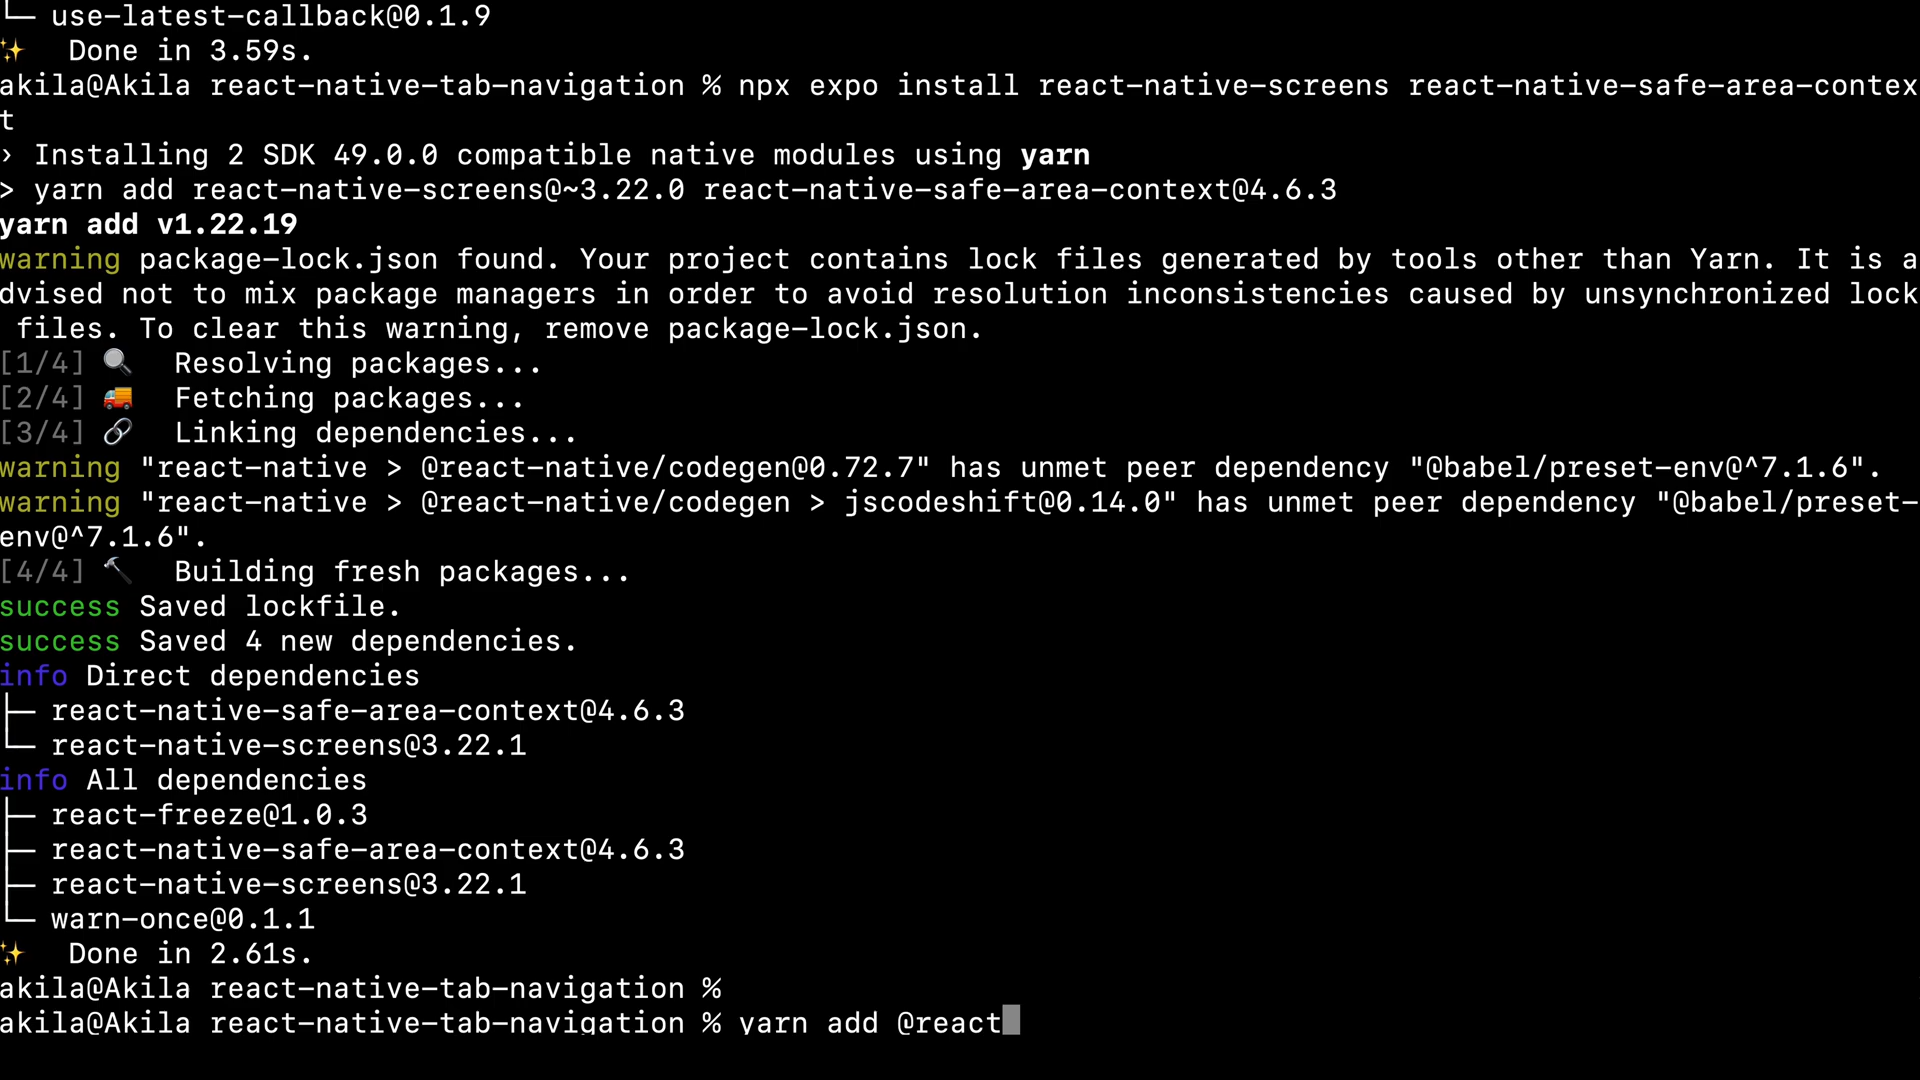 └─ use-latest-callback@0.1.9
✨  Done in 3.59s.
akila@Akila react-native-tab-navigation % npx expo install react-native-screens react-native-safe-area-contex
t
› Installing 2 SDK 49.0.0 compatible native modules using yarn
> yarn add react-native-screens@~3.22.0 react-native-safe-area-context@4.6.3
yarn add v1.22.19
warning package-lock.json found. Your project contains lock files generated by tools other than Yarn. It is a
dvised not to mix package managers in order to avoid resolution inconsistencies caused by unsynchronized lock
 files. To clear this warning, remove package-lock.json.
[1/4] 🔍  Resolving packages...
[2/4] 🚚  Fetching packages...
[3/4] 🔗  Linking dependencies...
warning "react-native > @react-native/codegen@0.72.7" has unmet peer dependency "@babel/preset-env@^7.1.6".
warning "react-native > @react-native/codegen > jscodeshift@0.14.0" has unmet peer dependency "@babel/preset-
env@^7.1.6".
[4/4] 🔨  Building fresh packages...
success Saved lockfile.
success Saved 4 new dependencies.
info Direct dependencies
├─ react-native-safe-area-context@4.6.3
└─ react-native-screens@3.22.1
info All dependencies
├─ react-freeze@1.0.3
├─ react-native-safe-area-context@4.6.3
├─ react-native-screens@3.22.1
└─ warn-once@0.1.1
✨  Done in 2.61s.
akila@Akila react-native-tab-navigation %
akila@Akila react-native-tab-navigation % yarn add @react